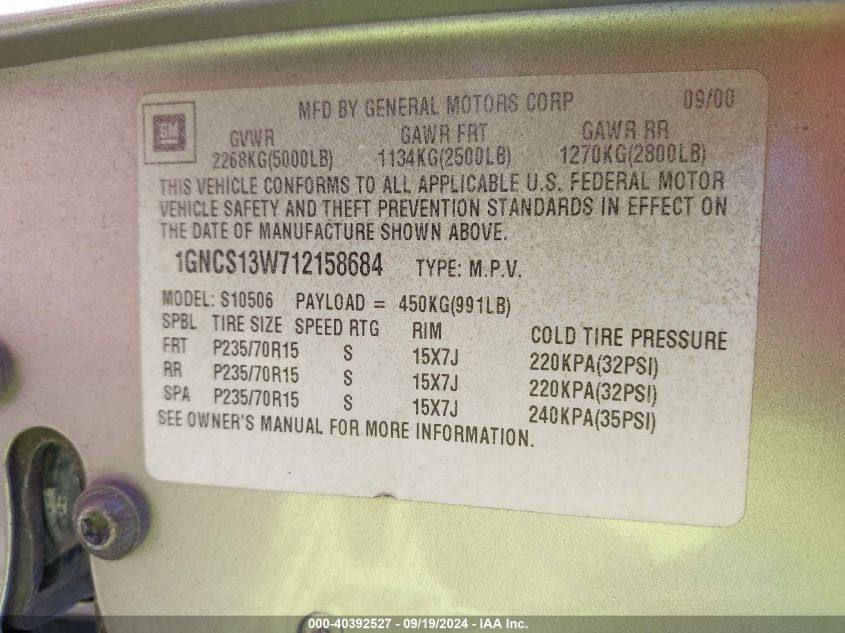 MFD BY GENERAL MOTORS CORP 09/00
GM
GVWR GAWR FRT GAWR RR
2268KG(5000LB) 1134KG(2500LB) 1270KG(2800LB)
THIS VEHICLE CONFORMS TO ALL APPLICABLE U.S. FEDERAL MOTOR
VEHICLE SAFETY AND THEFT PREVENTION STANDARDS IN EFFECT ON
THE DATE OF MANUFACTURE SHOWN ABOVE.
1GNCS13W712158684 TYPE: M.P.V.
MODEL: S10506 PAYLOAD = 450KG(991LB)
SPBL TIRE SIZE SPEED RTG RIM COLD TIRE PRESSURE
FRT P235/70R15 S 15X7J 220KPA(32PSI)
RR P235/70R15 S 15X7J 220KPA(32PSI)
SPA P235/70R15 S 15X7J 240KPA(35PSI)
SEE OWNER'S MANUAL FOR MORE INFORMATION.
000-40392527 - 09/19/2024 - IAA Inc.